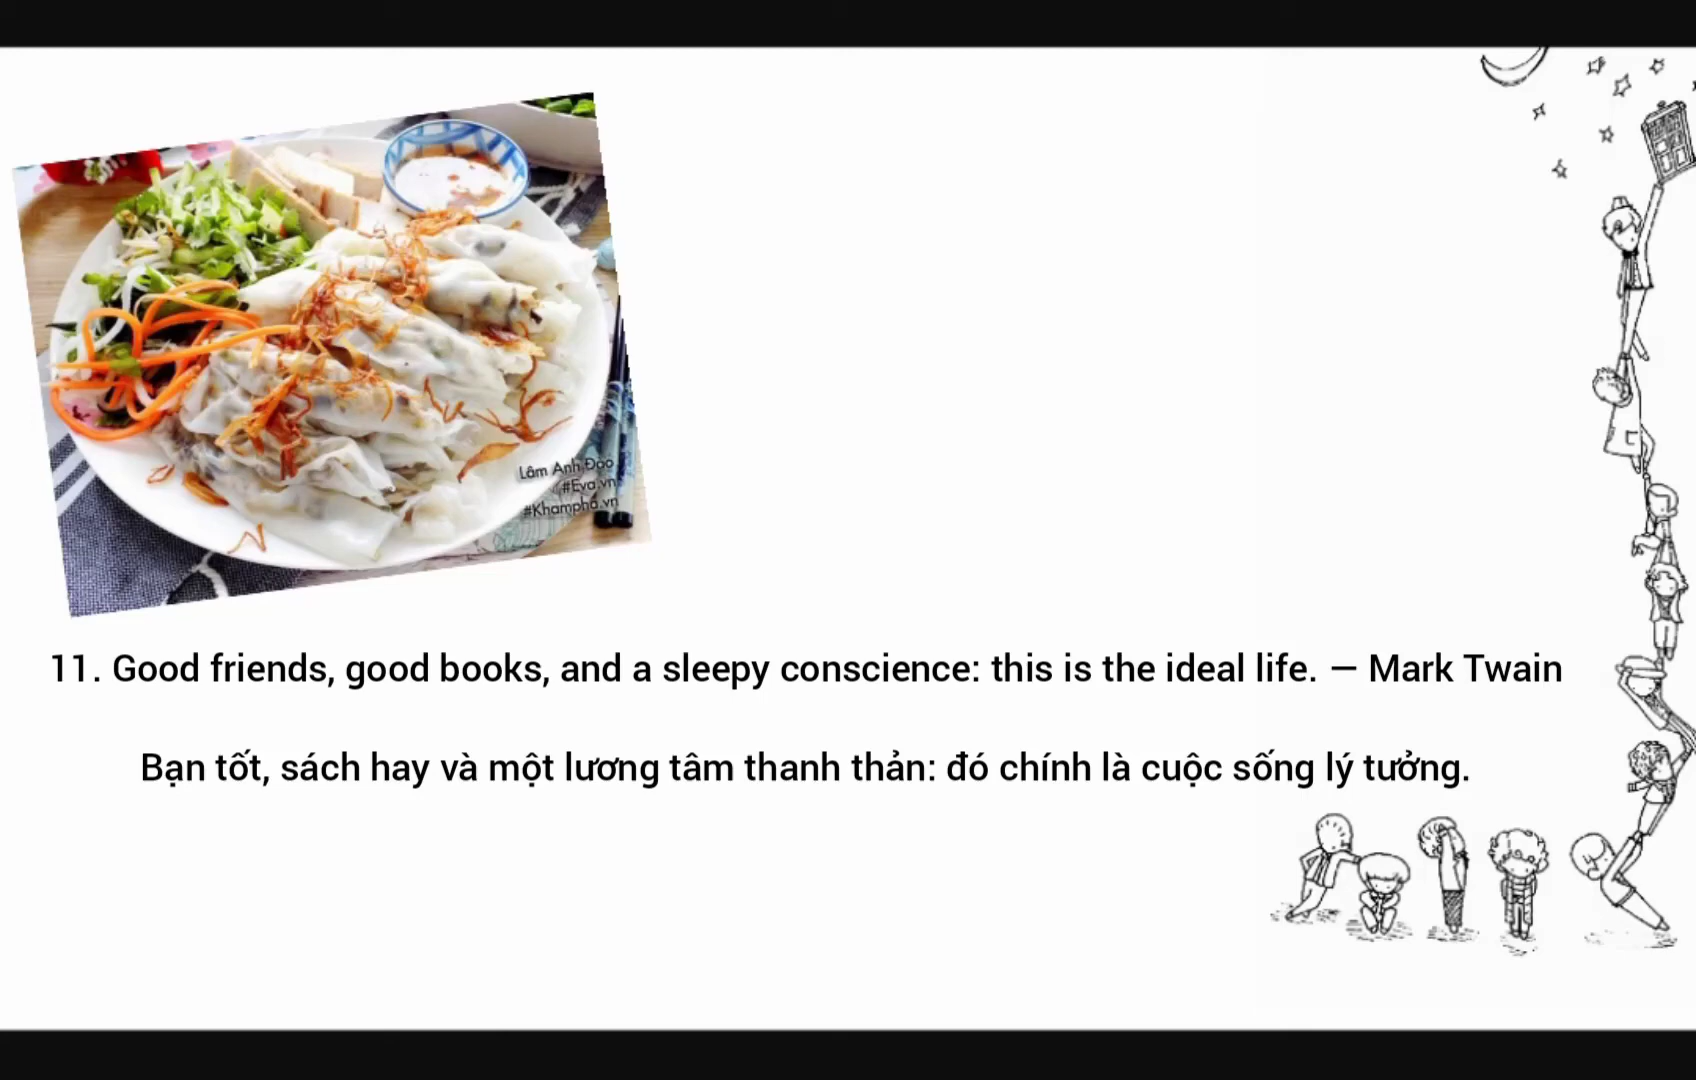 Lâm Anh Đào
#Eva.vn
#Khampha.vn
11. Good friends, good books, and a sleepy conscience: this is the ideal life. — Mark Twain
Bạn tốt, sách hay và một lương tâm thanh thản: đó chính là cuộc sống lý tưởng.